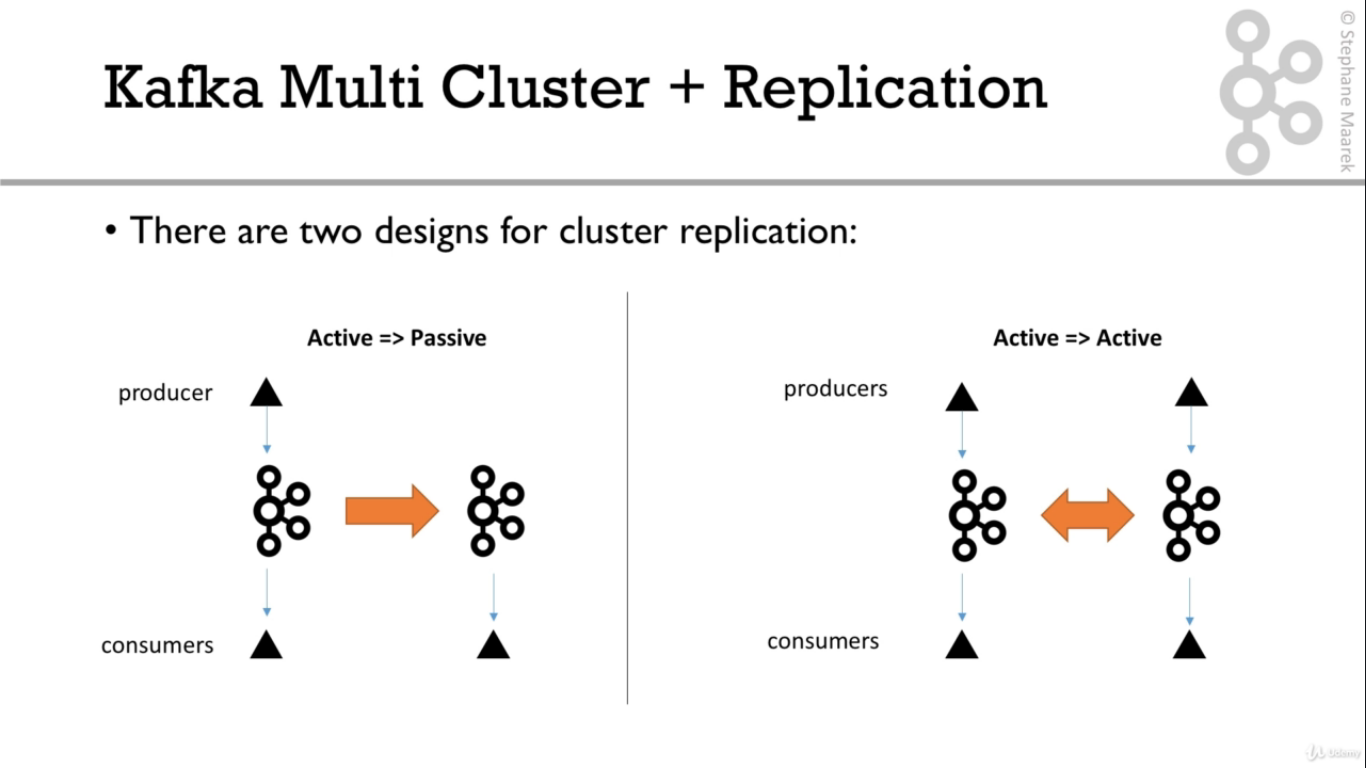 Kafka Multi Cluster + Replication
© Stephane Maarek
• There are two designs for cluster replication:
Active => Passive
producer
consumers
Active => Active
producers
consumers
Udemy